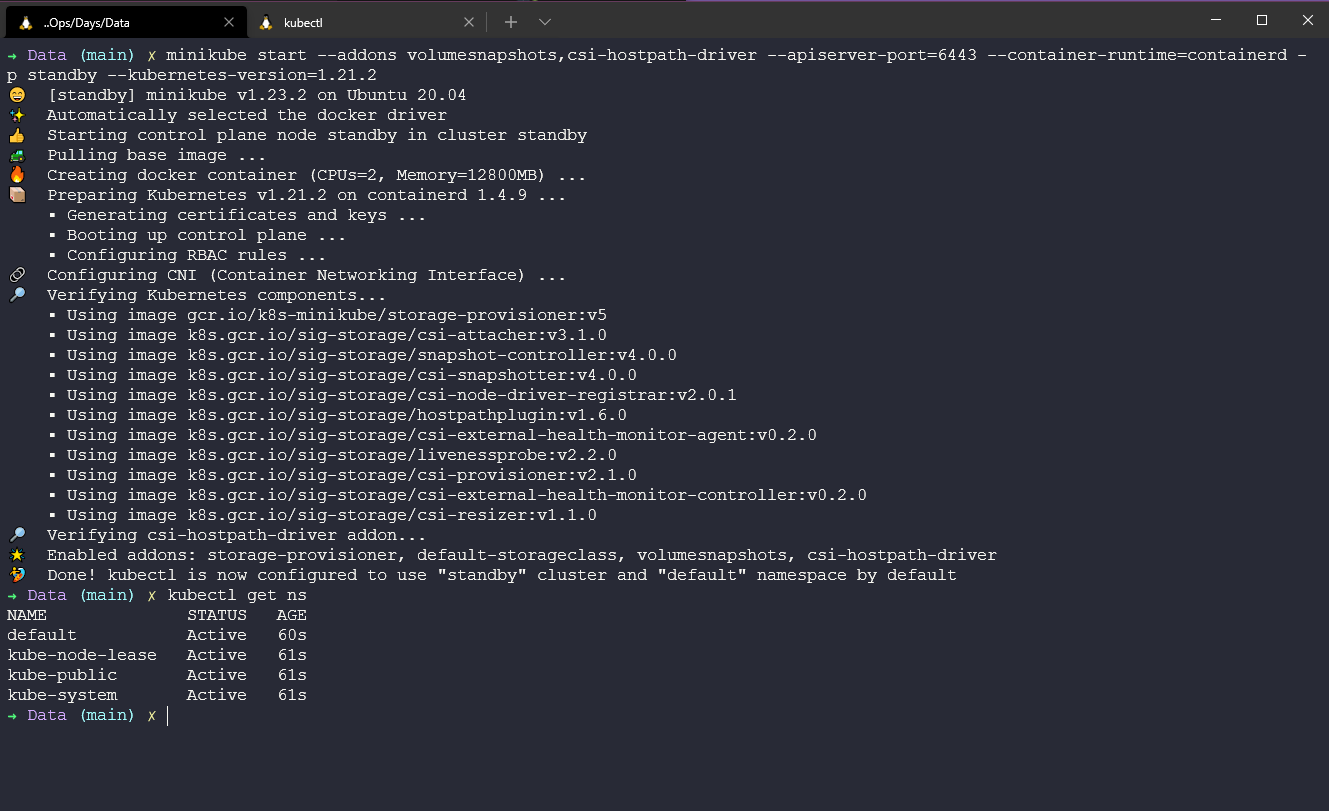 ..Ops/Days/Data
kubectl
→ Data (main) ✗ minikube start --addons volumesnapshots,csi-hostpath-driver --apiserver-port=6443 --container-runtime=containerd -
p standby --kubernetes-version=1.21.2
😄 [standby] minikube v1.23.2 on Ubuntu 20.04
✨ Automatically selected the docker driver
👍 Starting control plane node standby in cluster standby
🚜 Pulling base image ...
🔥 Creating docker container (CPUs=2, Memory=12800MB) ...
📦 Preparing Kubernetes v1.21.2 on containerd 1.4.9 ...
▪ Generating certificates and keys ...
▪ Booting up control plane ...
▪ Configuring RBAC rules ...
🔗 Configuring CNI (Container Networking Interface) ...
🔎 Verifying Kubernetes components...
▪ Using image gcr.io/k8s-minikube/storage-provisioner:v5
▪ Using image k8s.gcr.io/sig-storage/csi-attacher:v3.1.0
▪ Using image k8s.gcr.io/sig-storage/snapshot-controller:v4.0.0
▪ Using image k8s.gcr.io/sig-storage/csi-snapshotter:v4.0.0
▪ Using image k8s.gcr.io/sig-storage/csi-node-driver-registrar:v2.0.1
▪ Using image k8s.gcr.io/sig-storage/hostpathplugin:v1.6.0
▪ Using image k8s.gcr.io/sig-storage/csi-external-health-monitor-agent:v0.2.0
▪ Using image k8s.gcr.io/sig-storage/livenessprobe:v2.2.0
▪ Using image k8s.gcr.io/sig-storage/csi-provisioner:v2.1.0
▪ Using image k8s.gcr.io/sig-storage/csi-external-health-monitor-controller:v0.2.0
▪ Using image k8s.gcr.io/sig-storage/csi-resizer:v1.1.0
🔎 Verifying csi-hostpath-driver addon...
🌟 Enabled addons: storage-provisioner, default-storageclass, volumesnapshots, csi-hostpath-driver
🏄 Done! kubectl is now configured to use "standby" cluster and "default" namespace by default
→ Data (main) ✗ kubectl get ns
NAME STATUS AGE
default Active 60s
kube-node-lease Active 61s
kube-public Active 61s
kube-system Active 61s
→ Data (main) ✗